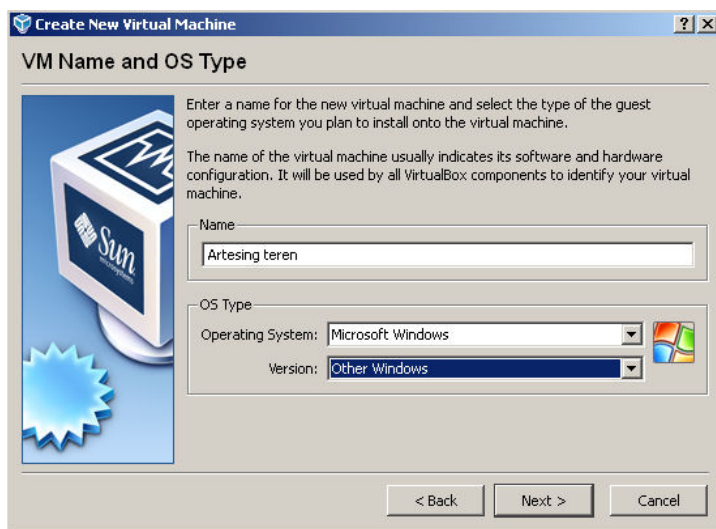 Create New Virtual Machine
VM Name and OS Type
Enter a name for the new virtual machine and select the type of the guest
operating system you plan to install onto the virtual machine.
The name of the virtual machine usually indicates its software and hardware
configuration. It will be used by all VirtualBox components to identify your virtual
machine.
Name
Artesing teren
OS Type
Operating System: Microsoft Windows
Version: Other Windows
Sun
microsystems
< Back Next > Cancel